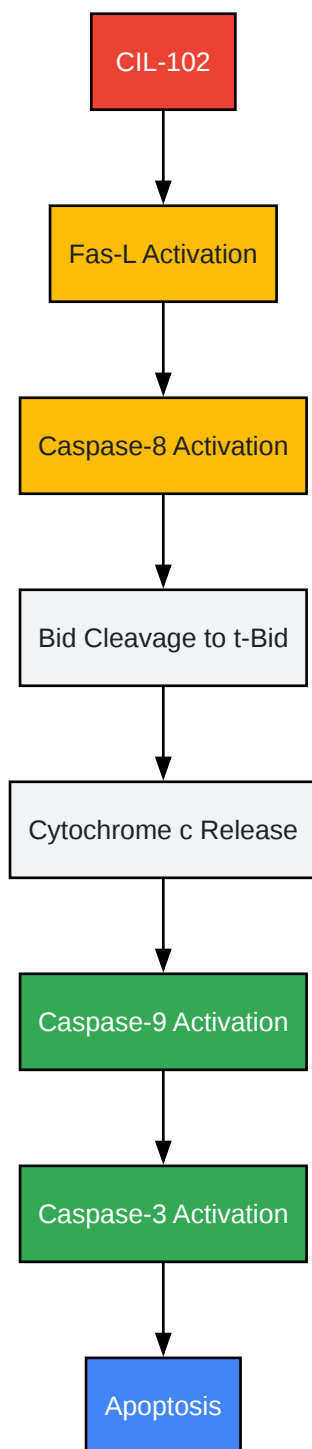 CIL-102
Fas-L Activation
Caspase-8 Activation
Bid Cleavage to t-Bid
Cytochrome c Release
Caspase-9 Activation
Caspase-3 Activation
Apoptosis